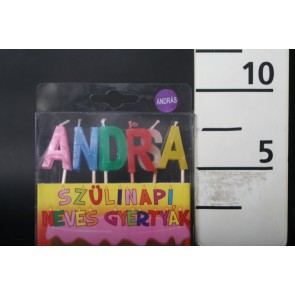 ANDRÁS
10
ANDRA
5
SZÜLINAPI
NEVES GYERTYÁK